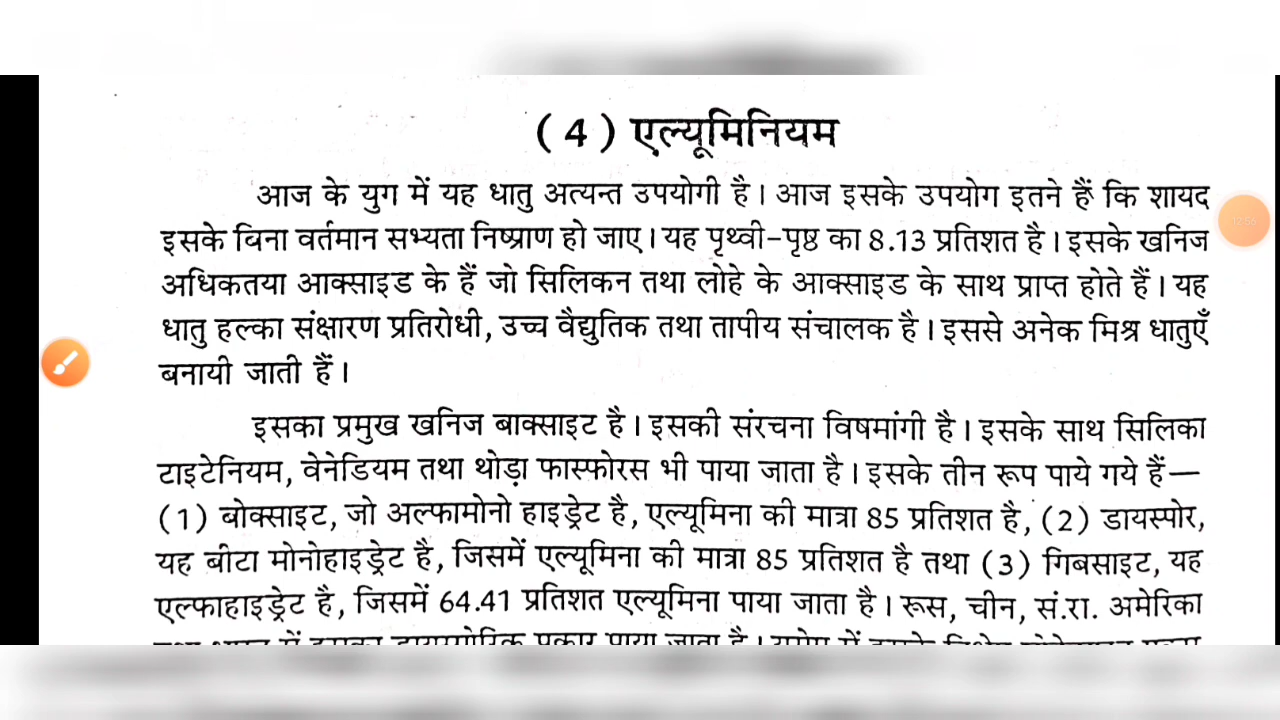 (4) एल्यूमिनियम
आज के युग में यह धातु अत्यन्त उपयोगी है। आज इसके उपयोग इतने हैं कि शायद
इसके बिना वर्तमान सभ्यता निष्प्राण हो जाए। यह पृथ्वी-पृष्ठ का 8.13 प्रतिशत है। इसके खनिज
अधिकतया आक्साइड के हैं जो सिलिकन तथा लोहे के आक्साइड के साथ प्राप्त होते हैं। यह
धातु हल्का संक्षारण प्रतिरोधी, उच्च वैद्युतिक तथा तापीय संचालक है। इससे अनेक मिश्र धातुएँ
बनायी जाती हैं।
इसका प्रमुख खनिज बाक्साइट है। इसकी संरचना विषमांगी है। इसके साथ सिलिका
टाइटेनियम, वेनेडियम तथा थोड़ा फास्फोरस भी पाया जाता है। इसके तीन रूप पाये गये हैं—
(1) बोक्साइट, जो अल्फामोनो हाइड्रेट है, एल्यूमिना की मात्रा 85 प्रतिशत है, (2) डायस्पोर,
यह बीटा मोनोहाइड्रेट है, जिसमें एल्यूमिना की मात्रा 85 प्रतिशत है तथा (3) गिबसाइट, यह
एल्फाहाइड्रेट है, जिसमें 64.41 प्रतिशत एल्यूमिना पाया जाता है। रूस, चीन, सं.रा. अमेरिका
12:56